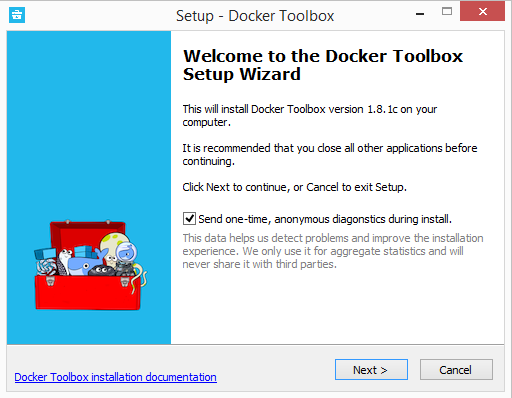 Setup - Docker Toolbox
Welcome to the Docker Toolbox
Setup Wizard
This will install Docker Toolbox version 1.8.1c on your
computer.
It is recommended that you close all other applications before
continuing.
Click Next to continue, or Cancel to exit Setup.
Send one-time, anonymous diagonstics during install.
This data helps us detect problems and improve the installation
experience. We only use it for aggregate statistics and will
never share it with third parties.
Docker Toolbox installation documentation
Next >
Cancel